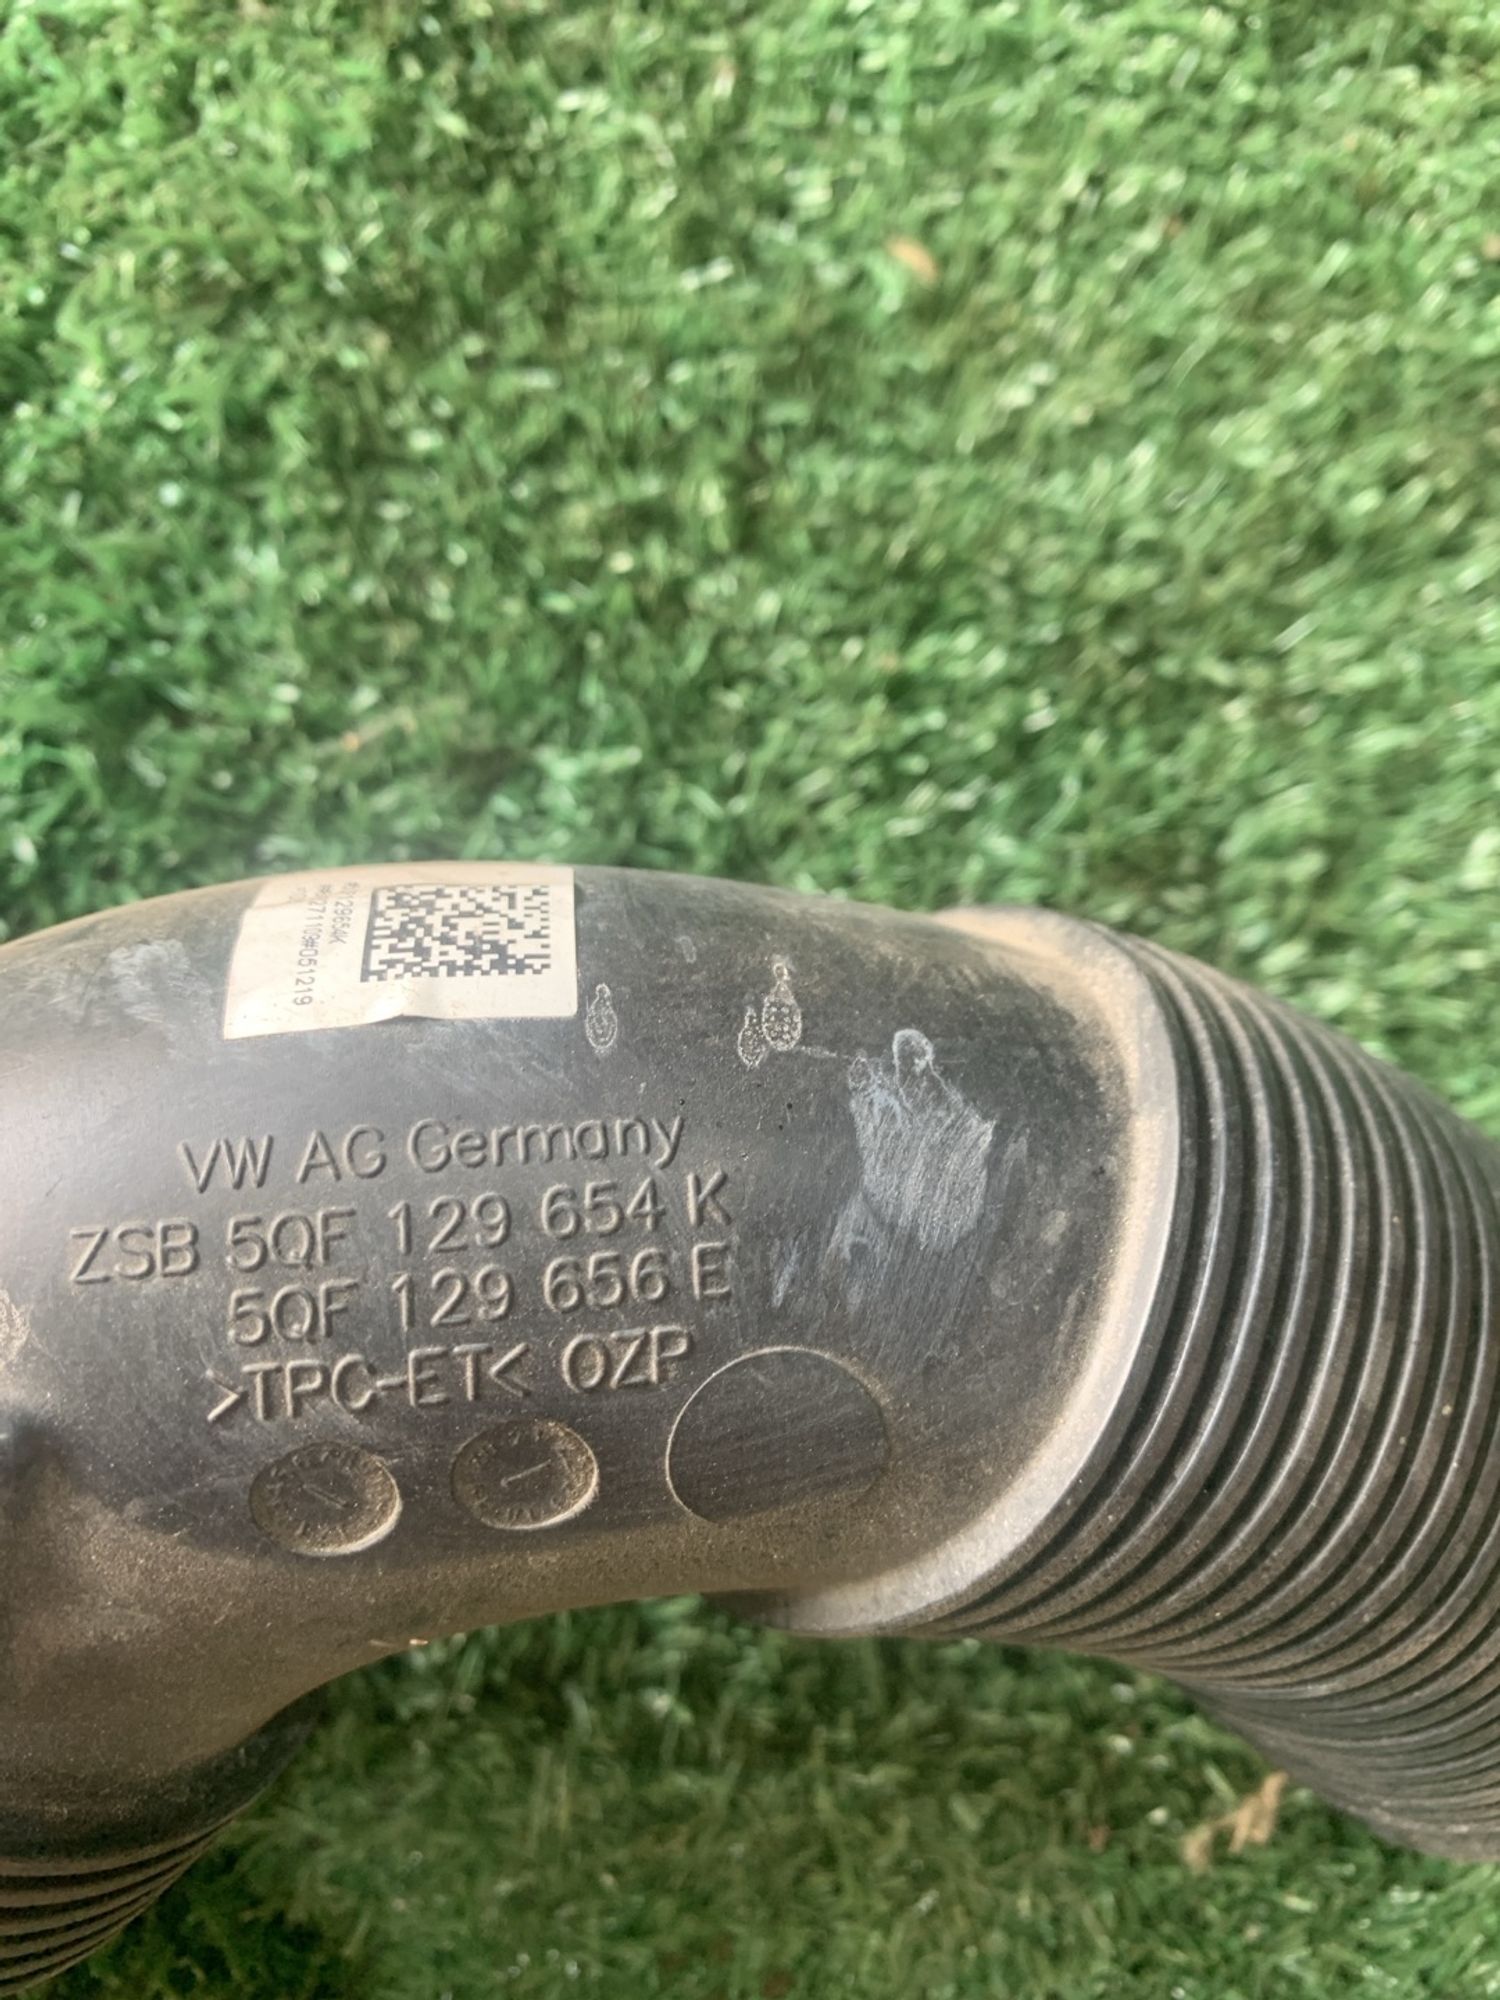 VW AG Germany
ZSB 5QF 129 654 K
5QF 129 656 E
>TPC-ET< OZP